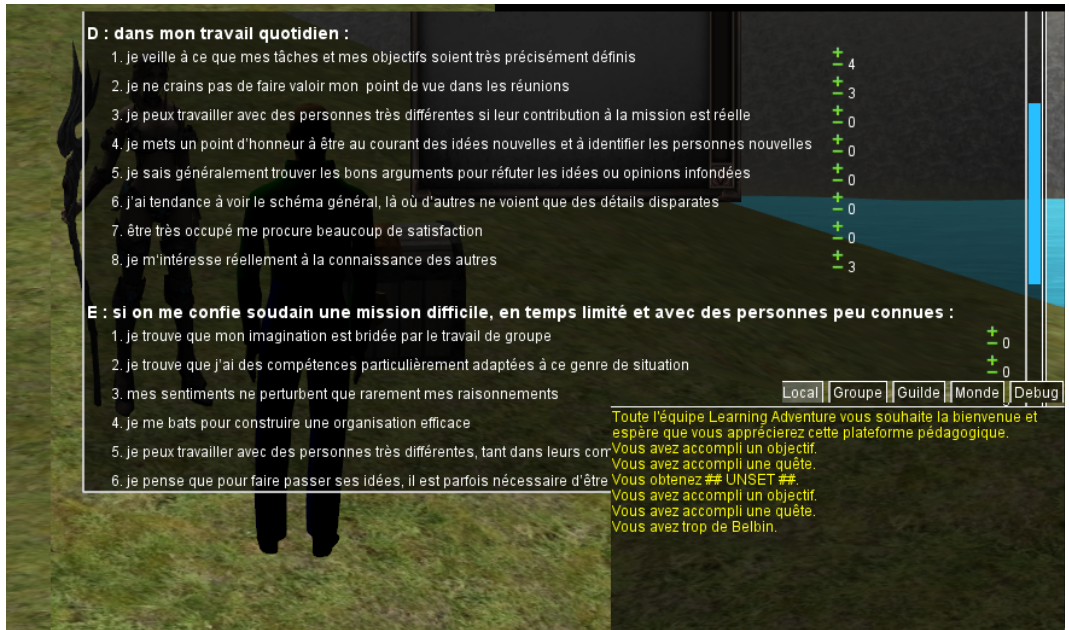 D : dans mon travail quotidien :
1. je veille à ce que mes tâches et mes objectifs soient très précisément définis
+
− 4
2. je ne crains pas de faire valoir mon point de vue dans les réunions
+
− 3
3. je peux travailler avec des personnes très différentes si leur contribution à la mission est réelle
+
− 0
4. je mets un point d'honneur à être au courant des idées nouvelles et à identifier les personnes nouvelles
+
− 0
5. je sais généralement trouver les bons arguments pour réfuter les idées ou opinions infondées
+
− 0
6. j'ai tendance à voir le schéma général, là où d'autres ne voient que des détails disparates
+
− 0
7. être très occupé me procure beaucoup de satisfaction
+
− 0
8. je m'intéresse réellement à la connaissance des autres
+
− 3
E : si on me confie soudain une mission difficile, en temps limité et avec des personnes peu connues :
1. je trouve que mon imagination est bridée par le travail de groupe
+
− 0
2. je trouve que j'ai des compétences particulièrement adaptées à ce genre de situation
+
− 0
3. mes sentiments ne perturbent que rarement mes raisonnements
4. je me bats pour construire une organisation efficace
5. je peux travailler avec des personnes très différentes, tant dans leurs
6. je pense que pour faire passer ses idées, il est parfois nécessaire d'être
Local Groupe Guilde Monde Debug
Toute l'équipe Learning Adventure vous souhaite la bienvenue et
espère que vous apprécierez cette plateforme pédagogique.
Vous avez accompli un objectif.
Vous avez accompli une quête.
Vous obtenez ## UNSET ##.
Vous avez accompli un objectif.
Vous avez accompli une quête.
Vous avez trop de Belbin.